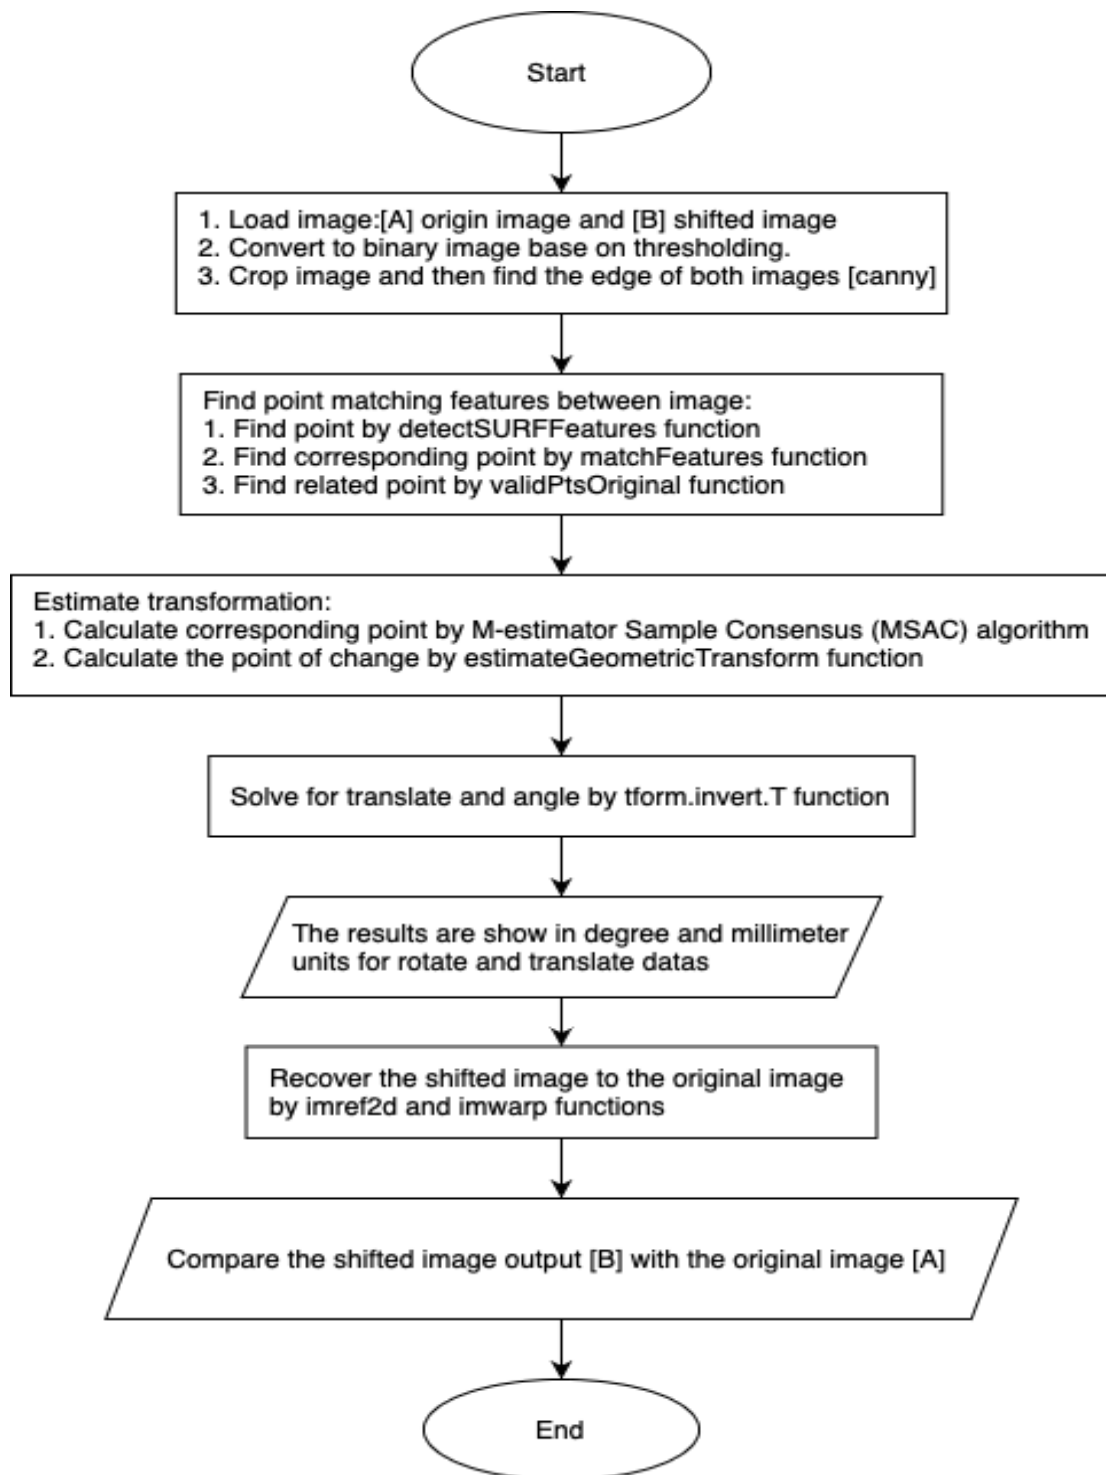 Start
1. Load image:[A] origin image and [B] shifted image
2. Convert to binary image base on thresholding.
3. Crop image and then find the edge of both images [canny]
Find point matching features between image:
1. Find point by detectSURFFeatures function
2. Find corresponding point by matchFeatures function
3. Find related point by validPtsOriginal function
Estimate transformation:
1. Calculate corresponding point by M-estimator Sample Consensus (MSAC) algorithm
2. Calculate the point of change by estimateGeometricTransform function
Solve for translate and angle by tform.invert.T function
The results are show in degree and millimeter
units for rotate and translate datas
Recover the shifted image to the original image
by imref2d and imwarp functions
Compare the shifted image output [B] with the original image [A]
End